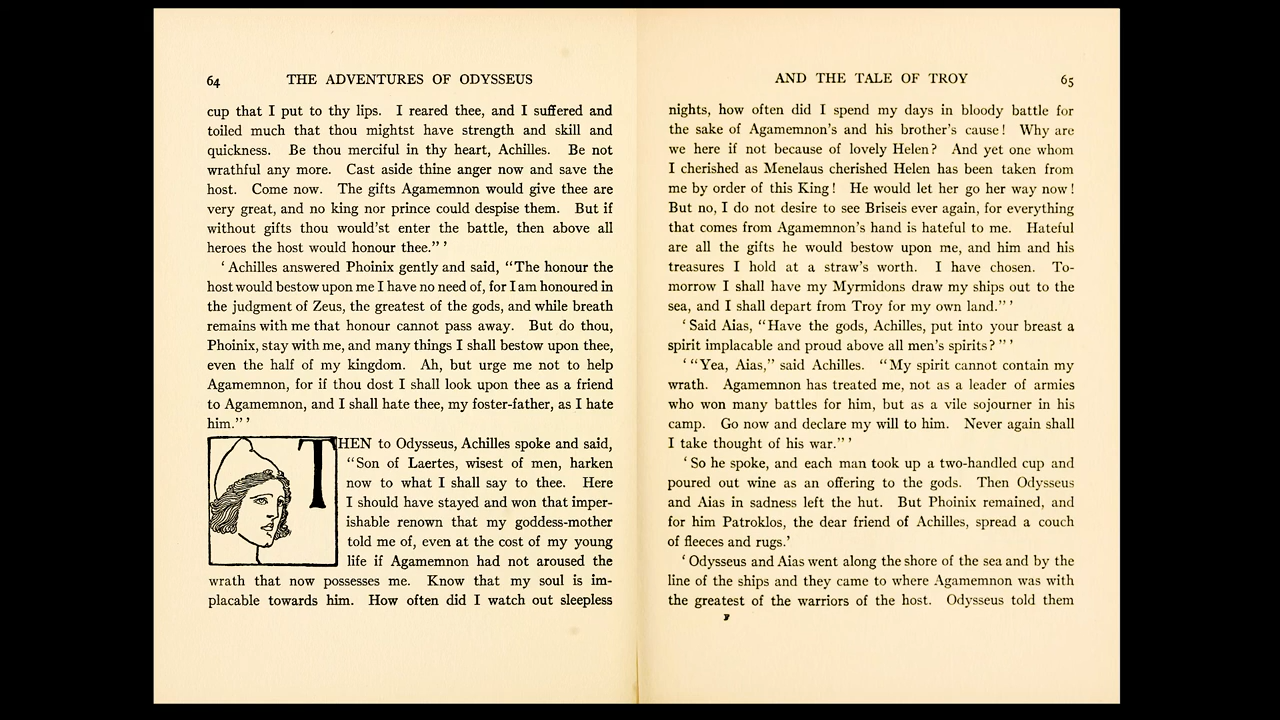 64 THE ADVENTURES OF ODYSSEUS
cup that I put to thy lips. I reared thee, and I suffered and
toiled much that thou mightst have strength and skill and
quickness. Be thou merciful in thy heart, Achilles. Be not
wrathful any more. Cast aside thine anger now and save the
host. Come now. The gifts Agamemnon would give thee are
very great, and no king nor prince could despise them. But if
without gifts thou would'st enter the battle, then above all
heroes the host would honour thee." '
' Achilles answered Phoinix gently and said, "The honour the
host would bestow upon me I have no need of, for I am honoured in
the judgment of Zeus, the greatest of the gods, and while breath
remains with me that honour cannot pass away. But do thou,
Phoinix, stay with me, and many things I shall bestow upon thee,
even the half of my kingdom. Ah, but urge me not to help
Agamemnon, for if thou dost I shall look upon thee as a friend
to Agamemnon, and I shall hate thee, my foster-father, as I hate
him." '
THEN to Odysseus, Achilles spoke and said,
"Son of Laertes, wisest of men, harken
now to what I shall say to thee. Here
I should have stayed and won that imper-
ishable renown that my goddess-mother
told me of, even at the cost of my young
life if Agamemnon had not aroused the
wrath that now possesses me. Know that my soul is im-
placable towards him. How often did I watch out sleepless
AND THE TALE OF TROY 65
nights, how often did I spend my days in bloody battle for
the sake of Agamemnon's and his brother's cause! Why are
we here if not because of lovely Helen? And yet one whom
I cherished as Menelaus cherished Helen has been taken from
me by order of this King! He would let her go her way now!
But no, I do not desire to see Briseis ever again, for everything
that comes from Agamemnon's hand is hateful to me. Hateful
are all the gifts he would bestow upon me, and him and his
treasures I hold at a straw's worth. I have chosen. To-
morrow I shall have my Myrmidons draw my ships out to the
sea, and I shall depart from Troy for my own land." '
' Said Aias, "Have the gods, Achilles, put into your breast a
spirit implacable and proud above all men's spirits?" '
' "Yea, Aias," said Achilles. "My spirit cannot contain my
wrath. Agamemnon has treated me, not as a leader of armies
who won many battles for him, but as a vile sojourner in his
camp. Go now and declare my will to him. Never again shall
I take thought of his war." '
' So he spoke, and each man took up a two-handled cup and
poured out wine as an offering to the gods. Then Odysseus
and Aias in sadness left the hut. But Phoinix remained, and
for him Patroklos, the dear friend of Achilles, spread a couch
of fleeces and rugs.'
' Odysseus and Aias went along the shore of the sea and by the
line of the ships and they came to where Agamemnon was with
the greatest of the warriors of the host. Odysseus told them
F